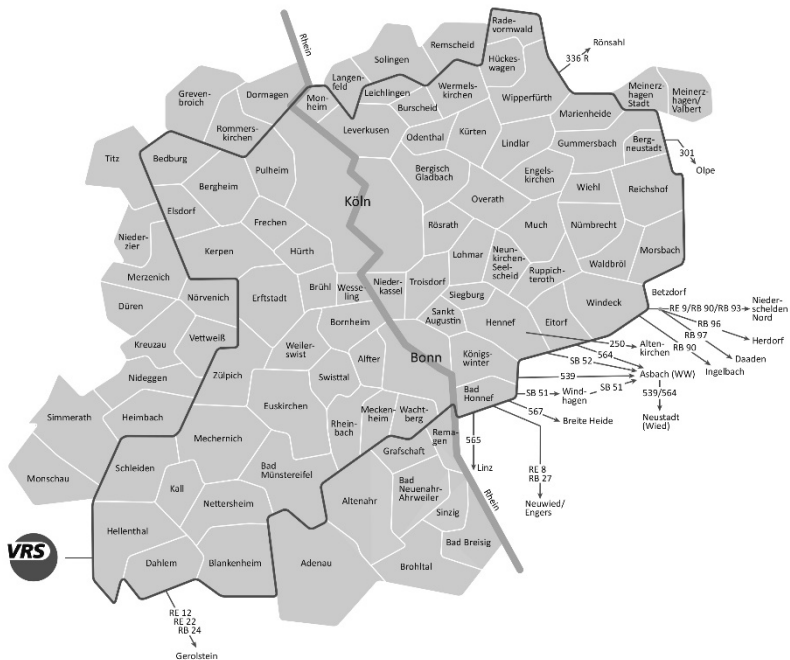 Rade-
vormwald
Rönsahl
336 R
Rhein
Remscheid
Solingen
Hückes-
wagen
Langen-
feld
Leichlingen
Wermels-
kirchen
Wipperfürth
Meinerz
hagen
Stadt
Meinerz
hagen/
Valbert
Greven-
broich
Dormagen
Mon-
heim
Burscheid
Marienheide
Rommers-
kirchen
Leverkusen
Odenthal
Kürten
Lindlar
Gummersbach
Berg-
neustadt
301
Olpe
Titz
Bedburg
Pulheim
Bergheim
Bergisch
Gladbach
Engels-
kirchen
Wiehl
Reichshof
Köln
Overath
Elsdorf
Frechen
Rösrath
Much
Nümbrecht
Nieder-
zier
Kerpen
Hürth
Lohmar
Neun-
kirchen-
Seel-
scheid
Morsbach
Waldbröl
Ruppich-
teroth
Merzenich
Nörvenich
Erftstadt
Brühl
Wesse-
ling
Nieder-
kassel
Troisdorf
Siegburg
Windeck
Betzdorf
RE 9/RB 90/RB 93
Nieder-
schelden
Nord
Düren
Bornheim
Sankt
Augustin
Hennef
Eitorf
RB 96
Herdorf
RB 97
Daaden
RB 90
Ingelbach
Kreuzau
Vettweiß
Weiler-
swist
Alfter
Bonn
Königs-
winter
250
Alten-
kirchen
564
SB 52
Nideggen
Zülpich
Swisttal
539
Asbach (WW)
Bad
Honnef
SB 51
Wind-
hagen
SB 51
539/564
Neustadt
(Wied)
Simmerath
Heimbach
Euskirchen
Rhein-
bach
Mecken-
heim
Wacht-
berg
567
Breite Heide
Rema-
gen
565
Linz
Mechernich
Grafschaft
Monschau
Schleiden
Bad
Münstereifel
RE 8
RB 27
Neuwied/
Engers
Kall
Altenahr
Bad
Neuenahr-
Ahrweiler
Rhein
Nettersheim
Sinzig
Hellenthal
Bad Breisig
VRS
Dahlem
Blankenheim
Adenau
Brohltal
RE 12
RE 22
RB 24
Gerolstein